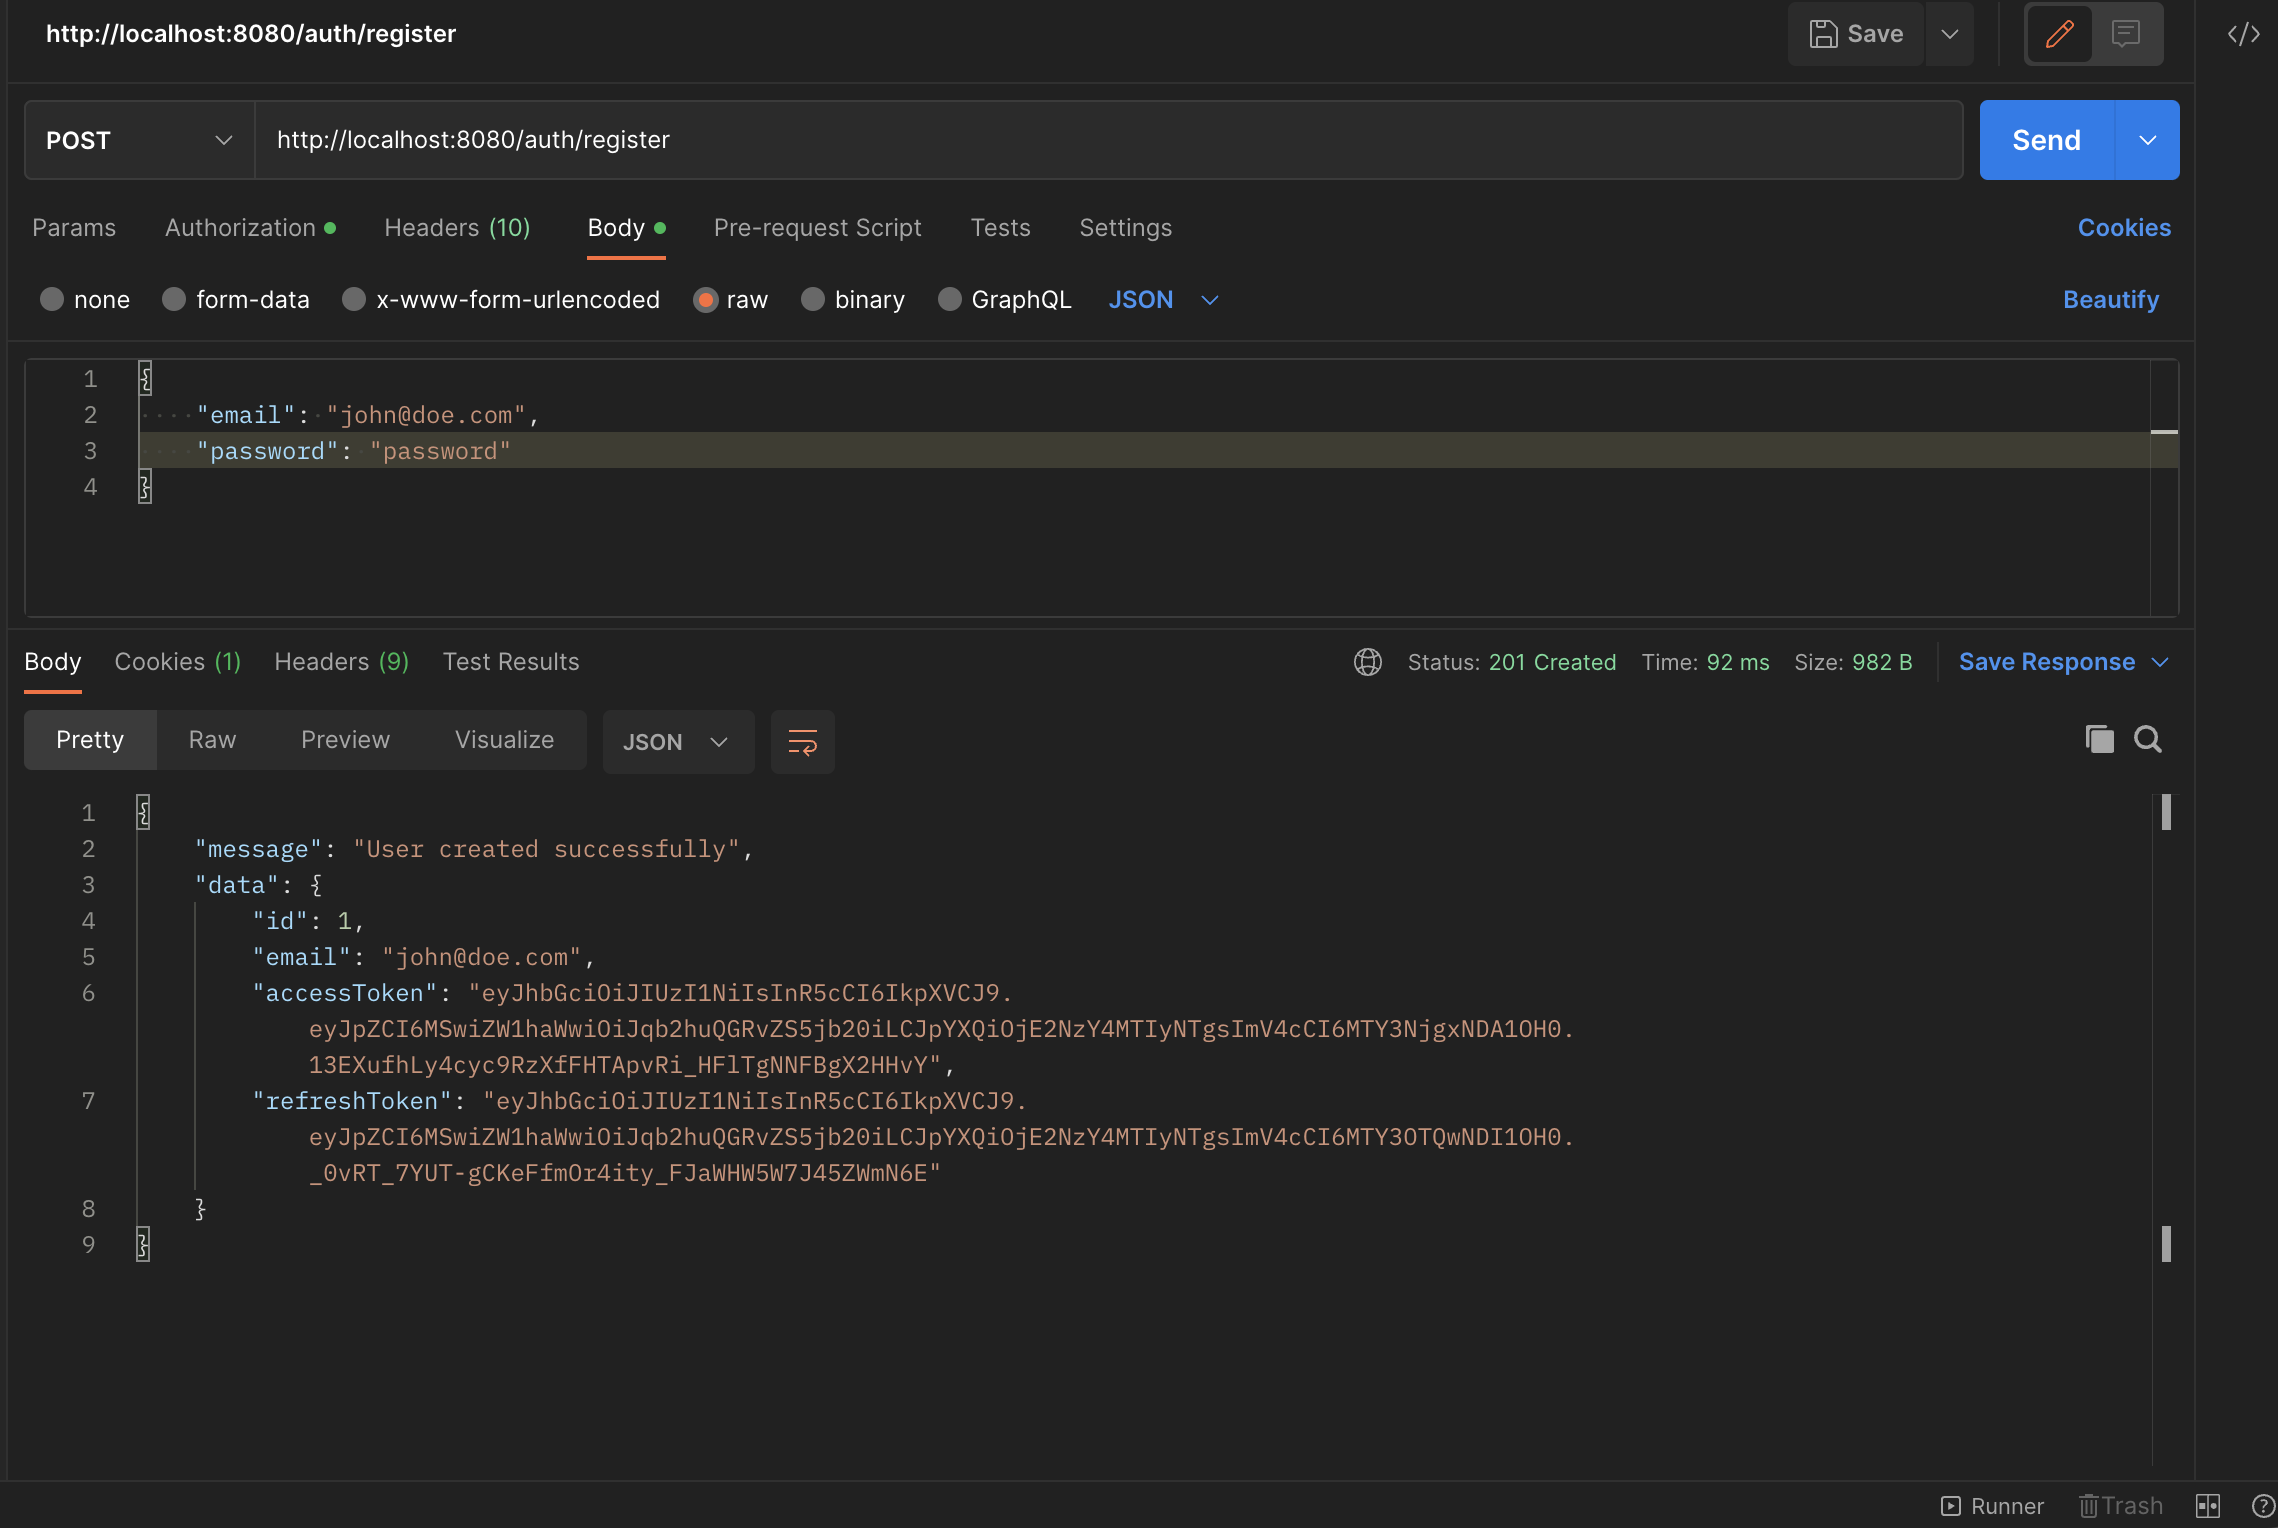 http://localhost:8080/auth/register
Save
POST
http://localhost:8080/auth/register
Send
Params Authorization Headers (10) Body Pre-request Script Tests Settings Cookies
none form-data x-www-form-urlencoded raw binary GraphQL JSON Beautify
1 {
2 "email": "john@doe.com",
3 "password": "password"
4 }
Body Cookies (1) Headers (9) Test Results Status: 201 Created Time: 92 ms Size: 982 B Save Response
Pretty Raw Preview Visualize JSON
1 {
2 "message": "User created successfully",
3 "data": {
4 "id": 1,
5 "email": "john@doe.com",
6 "accessToken": "eyJhbGciOiJIUzI1NiIsInR5cCI6IkpXVCJ9.
eyJpZCI6MSwiZW1haWwiOiJqb2huQGRvZS5jb20iLCJpYXQiOjE2NzY4MTIyNTgsImV4cCI6MTY3NjgxNDA1OH0.
13EXufhLy4cyc9RzXfFHTApvRi_HFlTgNNFBgX2HHvY",
7 "refreshToken": "eyJhbGciOiJIUzI1NiIsInR5cCI6IkpXVCJ9.
eyJpZCI6MSwiZW1haWwiOiJqb2huQGRvZS5jb20iLCJpYXQiOjE2NzY4MTIyNTgsImV4cCI6MTY3OTQwNDI1OH0.
_0vRT_7YUT-gCKeFfmOr4ity_FJaWHW5W7J45ZWmN6E"
8 }
9 }
Runner Trash